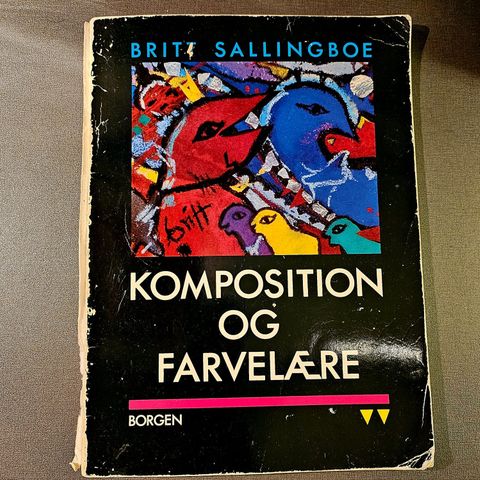 BRITT SALLINGBOE
britt
KOMPOSITION
OG
FARVELÆRE
BORGEN